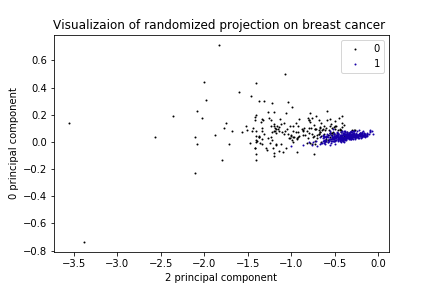 Visualizaion of randomized projection on breast cancer
0
1
0.6
0.4
0.2
0.0
−0.2
−0.4
−0.6
−0.8
0 principal component
−3.5 −3.0 −2.5 −2.0 −1.5 −1.0 −0.5 0.0
2 principal component